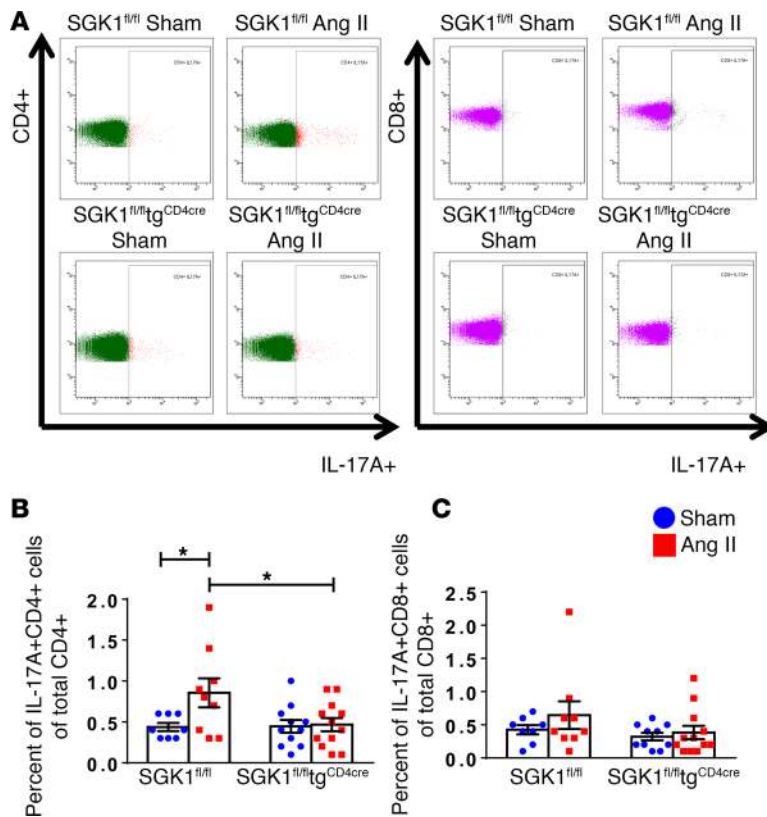 A
SGK1fl/fl Sham
SGK1fl/fl Ang II
SGK1fl/fl Sham
SGK1fl/fl Ang II
CD4+
CD8+
SGK1fl/fltgCD4cre
Sham
SGK1fl/fltgCD4cre
Ang II
SGK1fl/fltgCD4cre
Sham
SGK1fl/fltgCD4cre
Ang II
IL-17A+
IL-17A+
B
C
Sham
Ang II
Percent of IL-17A+CD4+ cells
of total CD4+
*
*
2.0
1.5
1.0
0.5
0.0
SGK1fl/fl
SGK1fl/fltgCD4cre
Percent of IL-17A+CD8+ cells
of total CD8+
2.5
2.0
1.5
1.0
0.5
0.0
SGK1fl/fl
SGK1fl/fltgCD4cre